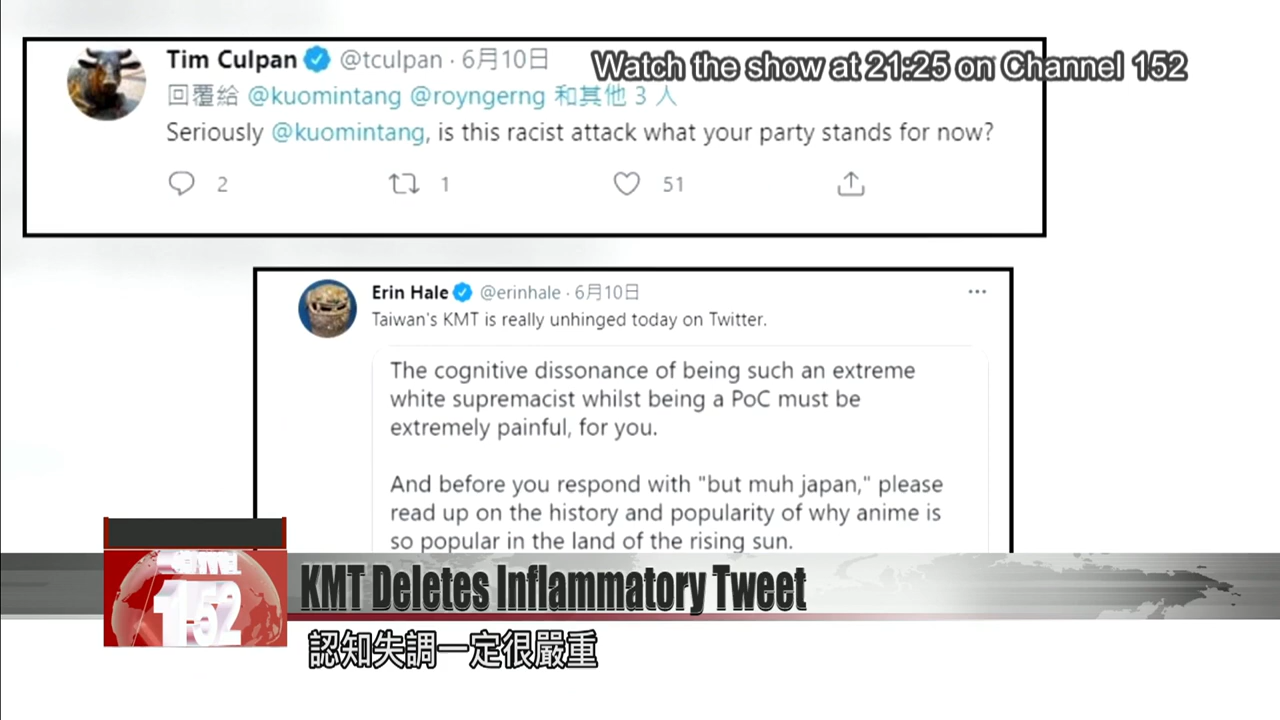 Tim Culpan @tculpan · 6月10日
Watch the show at 21:25 on Channel 152
回覆給 @kuomintang @royngerng 和其他 3 人
Seriously @kuomintang, is this racist attack what your party stands for now?
2 1 51
Erin Hale @erinhale · 6月10日
Taiwan's KMT is really unhinged today on Twitter.
The cognitive dissonance of being such an extreme
white supremacist whilst being a PoC must be
extremely painful, for you.
And before you respond with "but muh japan," please
read up on the history and popularity of why anime is
so popular in the land of the rising sun.
152
KMT Deletes Inflammatory Tweet
認知失調一定很嚴重